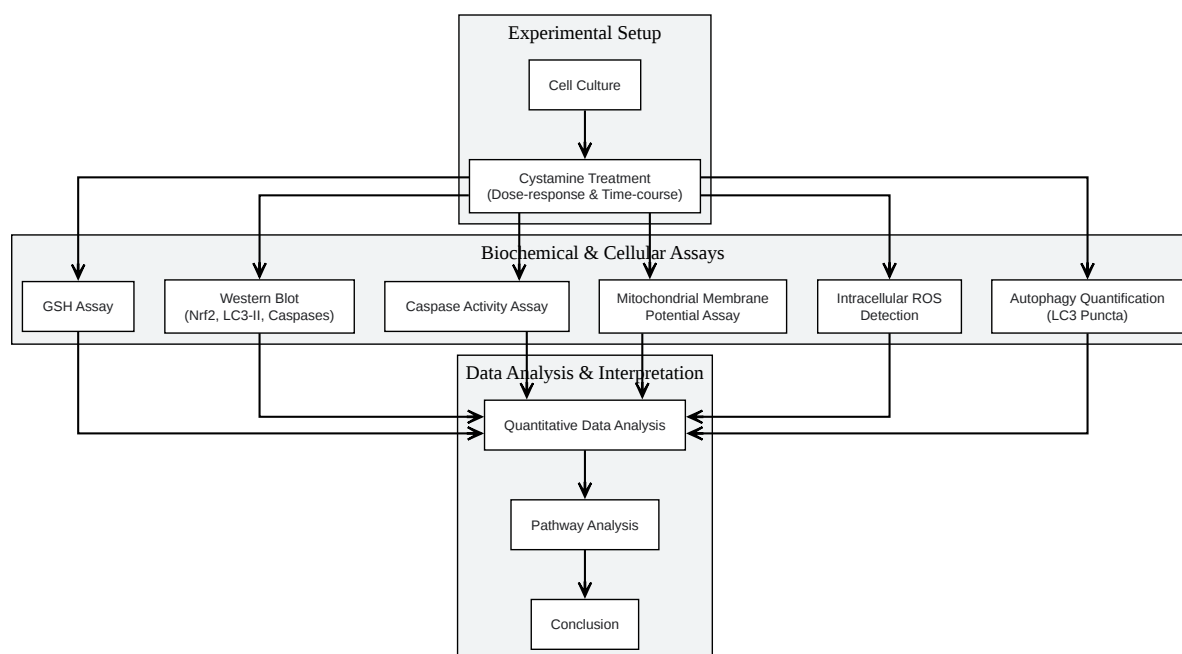 Experimental Setup
Cell Culture
Cystamine Treatment
(Dose-response & Time-course)
Biochemical & Cellular Assays
GSH Assay
Western Blot
(Nrf2, LC3-II, Caspases)
Caspase Activity Assay
Mitochondrial Membrane
Potential Assay
Intracellular ROS
Detection
Autophagy Quantification
(LC3 Puncta)
Data Analysis & Interpretation
Quantitative Data Analysis
Pathway Analysis
Conclusion